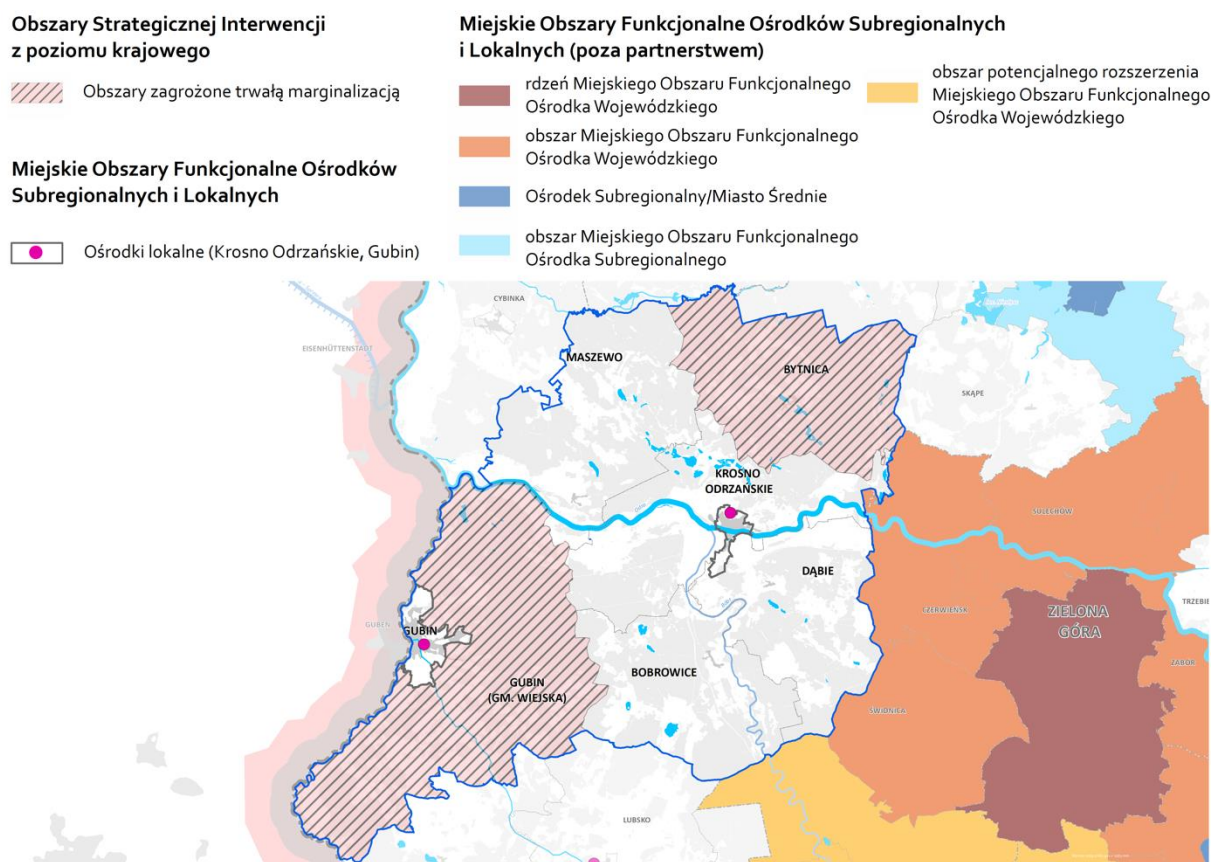 Obszary Strategicznej Interwencji
z poziomu krajowego
Obszary zagrożone trwałą marginalizacją
Miejskie Obszary Funkcjonalne Ośrodków
Subregionalnych i Lokalnych
Ośrodki lokalne (Krosno Odrzańskie, Gubin)
Miejskie Obszary Funkcjonalne Ośrodków Subregionalnych
i Lokalnych (poza partnerstwem)
rdzeń Miejskiego Obszaru Funkcjonalnego
Ośrodka Wojewódzkiego
obszar Miejskiego Obszaru Funkcjonalnego
Ośrodka Wojewódzkiego
Ośrodek Subregionalny/Miasto Średnie
obszar Miejskiego Obszaru Funkcjonalnego
Ośrodka Subregionalnego
obszar potencjalnego rozszerzenia
Miejskiego Obszaru Funkcjonalnego
Ośrodka Wojewódzkiego
CYBINKA
EISENHÜTTENSTADT
MASZEWO
BYTNICA
SKĄPE
KROSNO
ODRZAŃSKIE
SULECHÓW
DĄBIE
CZERWIEŃSK
ZIELONA
GÓRA
TRZEBIE
GUBEN
GUBIN
ZABÓR
BOBROWICE
GUBIN
(GM. WIEJSKA)
ŚWIDNICA
LUBSKO